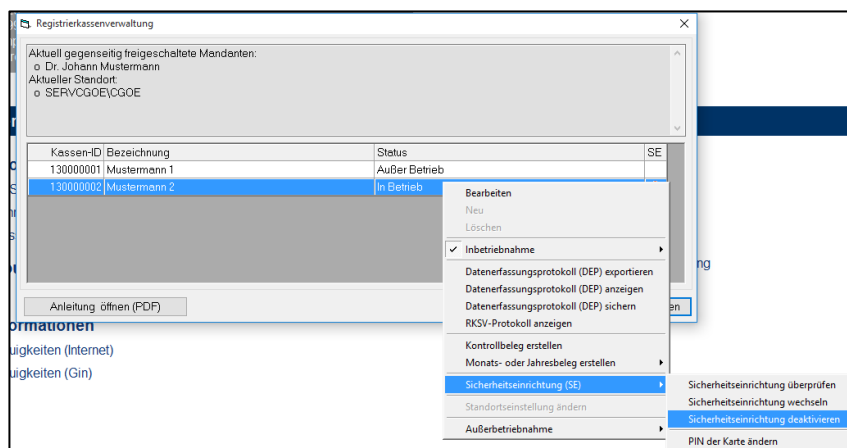 Registrierkassenverwaltung
Aktuell gegenseitig freigeschaltete Mandanten:
o Dr. Johann Mustermann
Aktueller Standort:
o SERVCGOE\CGOE
Kassen-ID Bezeichnung Status SE
130000001 Mustermann 1 Außer Betrieb
130000002 Mustermann 2 In Betrieb
Bearbeiten
Neu
Löschen
Inbetriebnahme
Datenerfassungsprotokoll (DEP) exportieren
Datenerfassungsprotokoll (DEP) anzeigen
Datenerfassungsprotokoll (DEP) sichern
RKSV-Protokoll anzeigen
Kontrollbeleg erstellen
Monats- oder Jahresbeleg erstellen
Sicherheitseinrichtung (SE)
Standortseinstellung ändern
Außerbetriebnahme
Sicherheitseinrichtung überprüfen
Sicherheitseinrichtung wechseln
Sicherheitseinrichtung deaktivieren
PIN der Karte ändern
Anleitung öffnen (PDF)
en
ng
ormationen
uigkeiten (Internet)
uigkeiten (Gin)